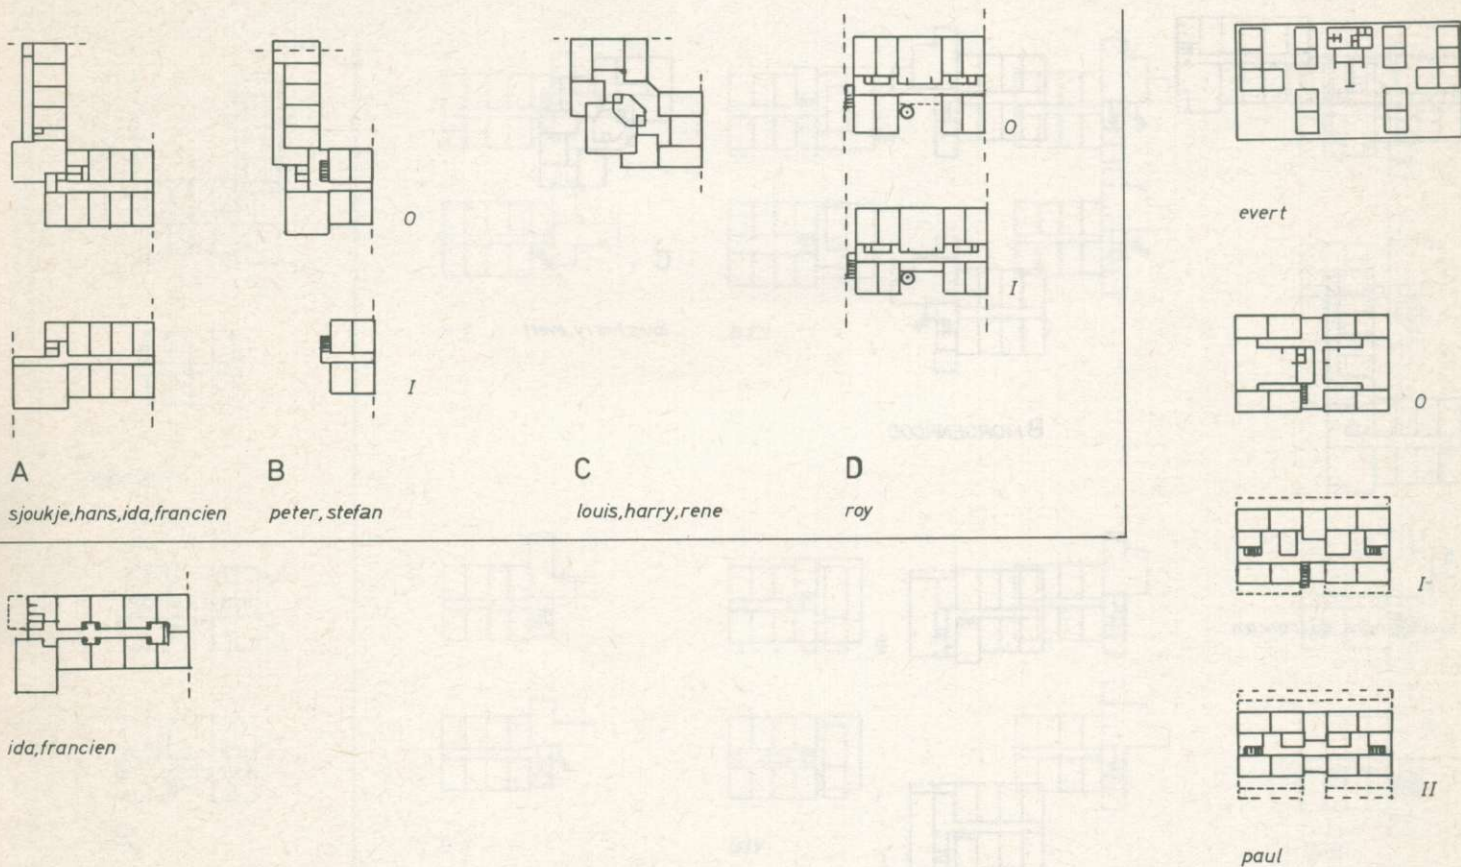 O
I
A
sjoukje,hans,ida,francien
B
peter,stefan
C
louis,harry,rene
O
I
D
roy
ida,francien
evert
O
I
II
paul